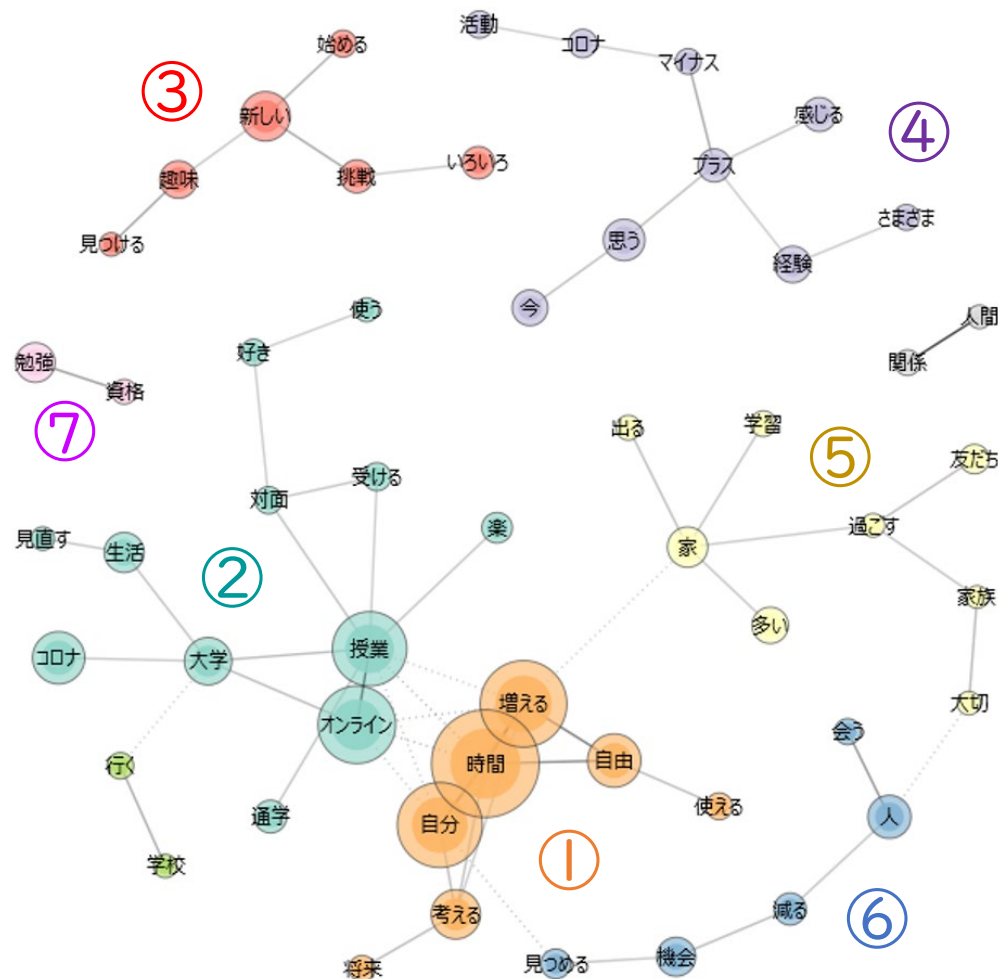 活動
コロナ
マイナス
始める
③
新しい
感じる
④
プラス
いろいろ
挑戦
趣味
さまざま
見つける
思う
経験
今
使う
人間
好き
勉強
関係
資格
⑦
出る
学習
⑤
友だち
受ける
対面
過ごす
楽
見直す
生活
家
②
家族
多い
授業
コロナ
大学
増える
大切
オンライン
会う
時間
自由
行く
使える
通学
自分
人
①
学校
考える
減る
⑥
将来
見つめる
機会